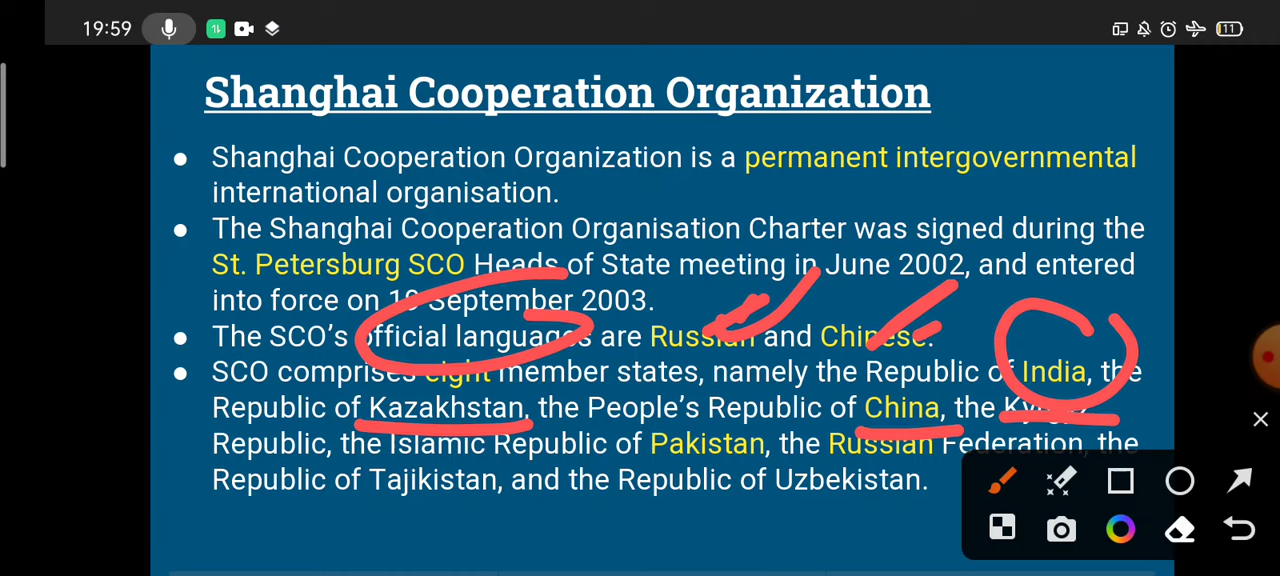 19:59
11
Shanghai Cooperation Organization
● Shanghai Cooperation Organization is a permanent intergovernmental
international organisation.
● The Shanghai Cooperation Organisation Charter was signed during the
St. Petersburg SCO Heads of State meeting in June 2002, and entered
into force on 19 September 2003.
● The SCO's official languages are Russian and Chinese.
● SCO comprises eight member states, namely the Republic of India, the
Republic of Kazakhstan, the People's Republic of China, the Kyrgyz
Republic, the Islamic Republic of Pakistan, the Russian Federation, the
Republic of Tajikistan, and the Republic of Uzbekistan.